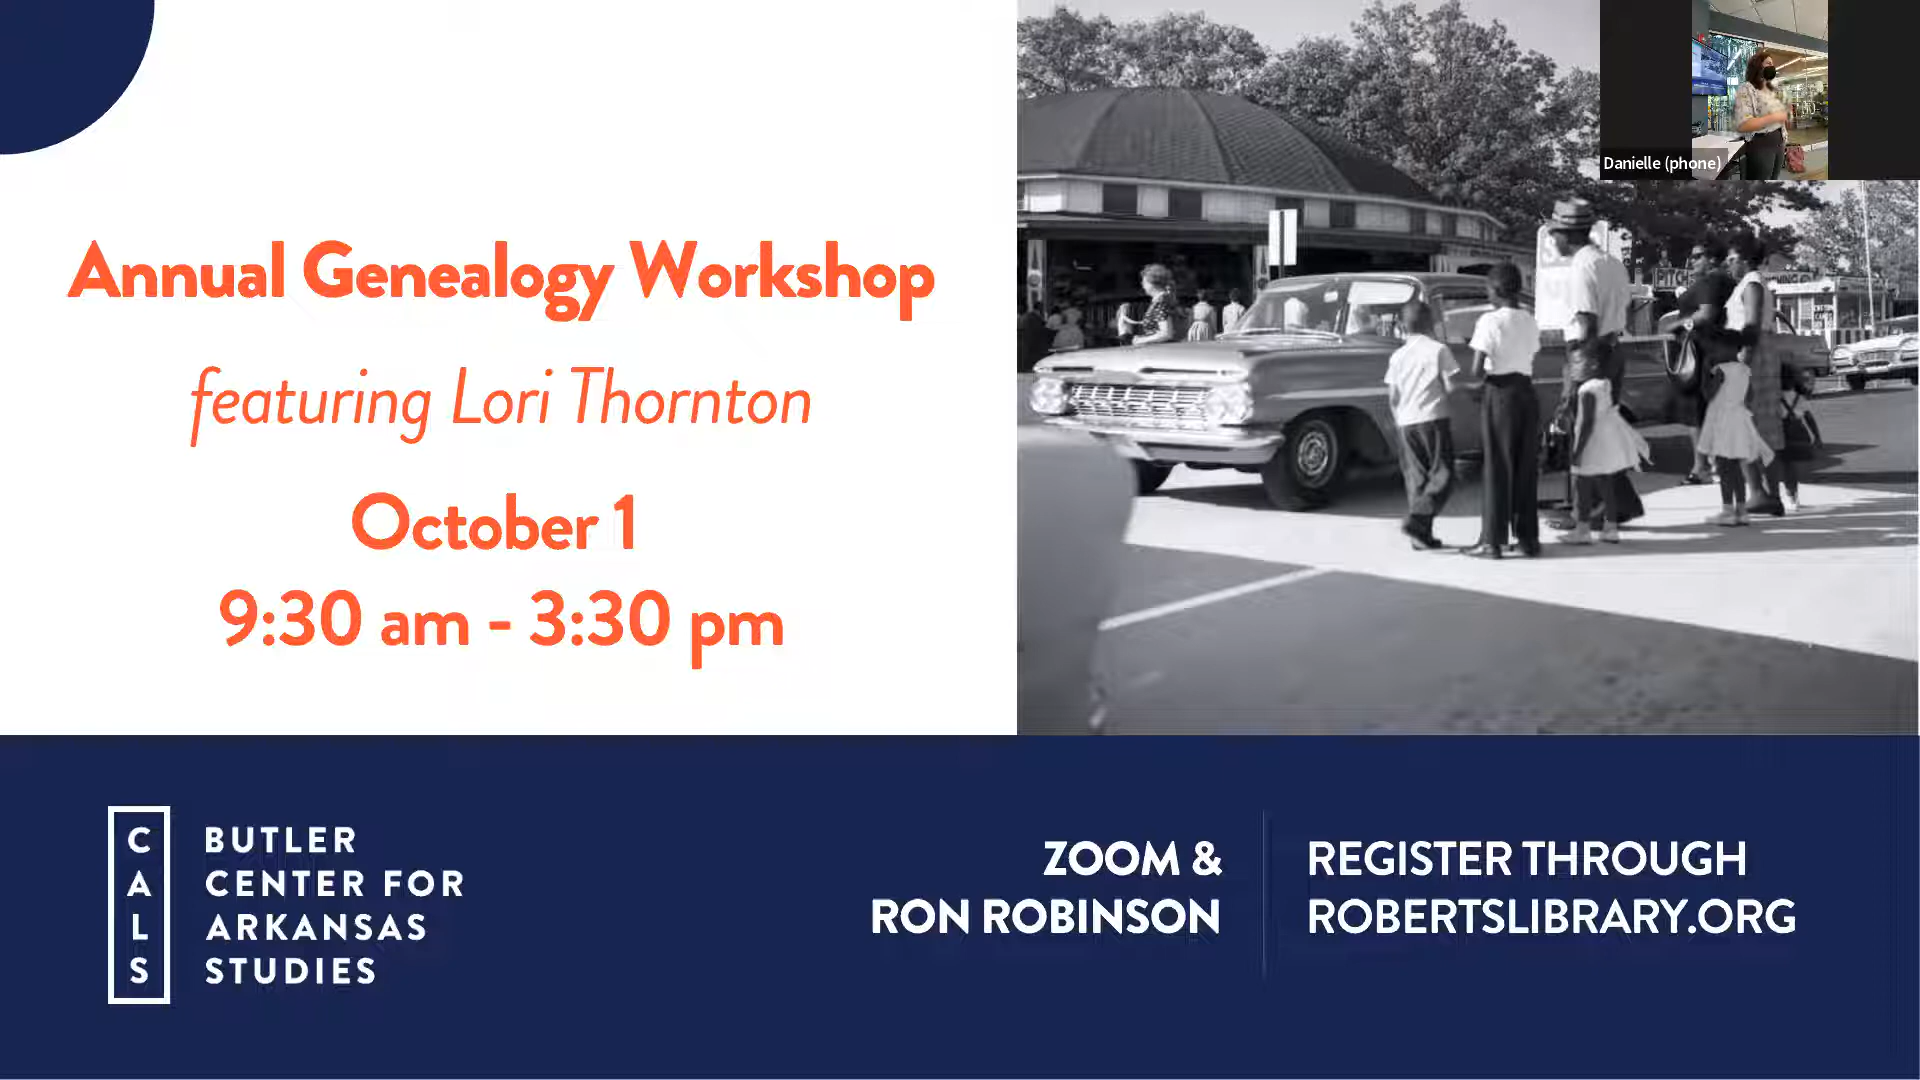 Annual Genealogy Workshop
featuring Lori Thornton
October 1
9:30 am - 3:30 pm
Danielle (phone)
CALS
BUTLER
CENTER FOR
ARKANSAS
STUDIES
ZOOM &
RON ROBINSON
REGISTER THROUGH
ROBERTSLIBRARY.ORG